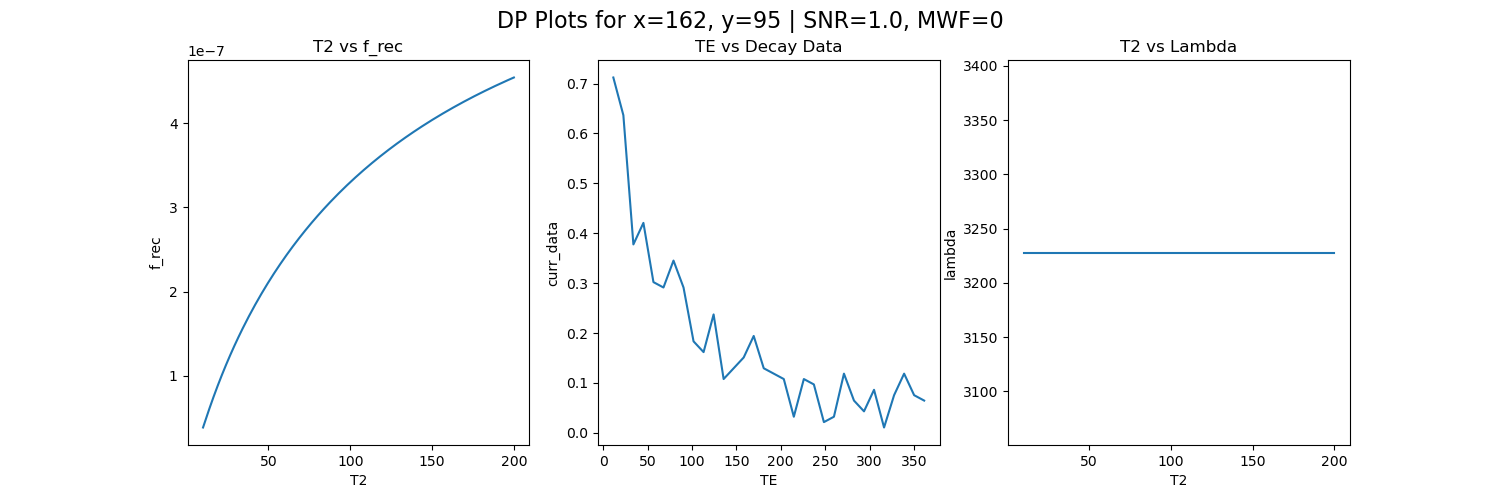 DP Plots for x=162, y=95 | SNR=1.0, MWF=0
T2 vs f_rec
1e−7
4
3
2
1
f_rec
50 100 150 200
T2
TE vs Decay Data
0.7
0.6
0.5
0.4
0.3
0.2
0.1
0.0
curr_data
0 50 100 150 200 250 300 350
TE
T2 vs Lambda
3400
3350
3300
3250
3200
3150
3100
lambda
50 100 150 200
T2